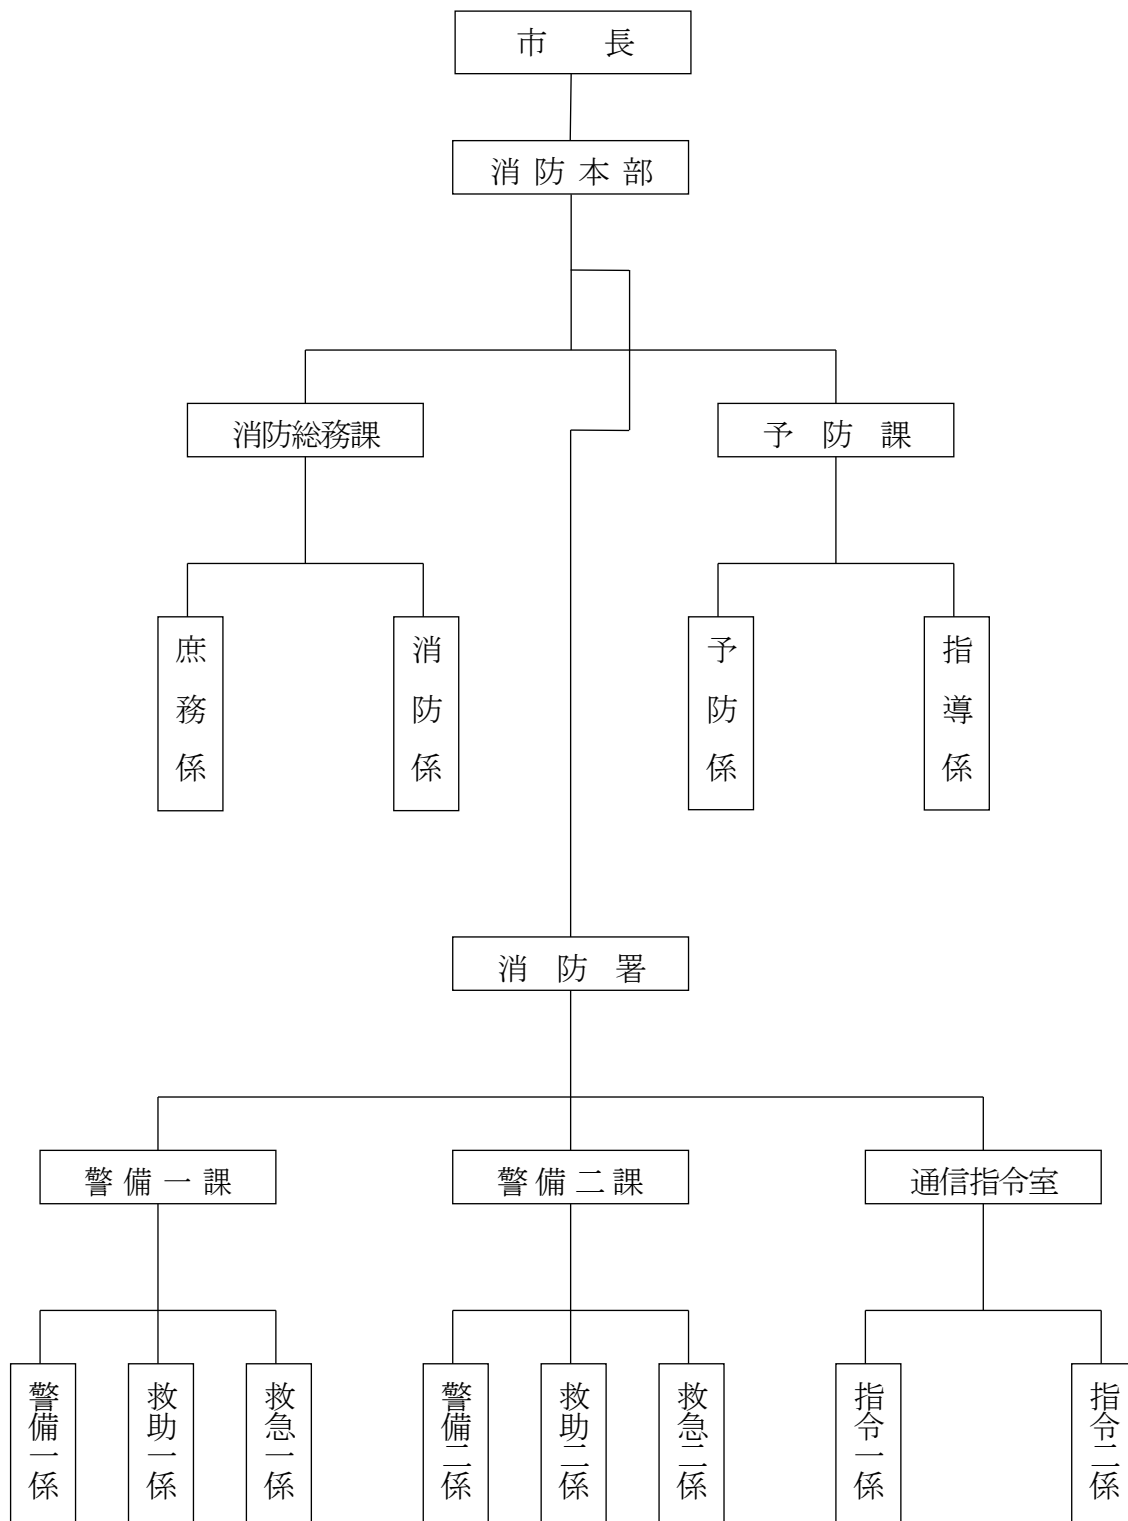 市長
消防本部
消防総務課
予防課
庶務係
消防係
予防係
指導係
消防署
警備一課
警備二課
通信指令室
警備一係
救助一係
救急一係
警備二係
救助二係
救急二係
指令一係
指令二係